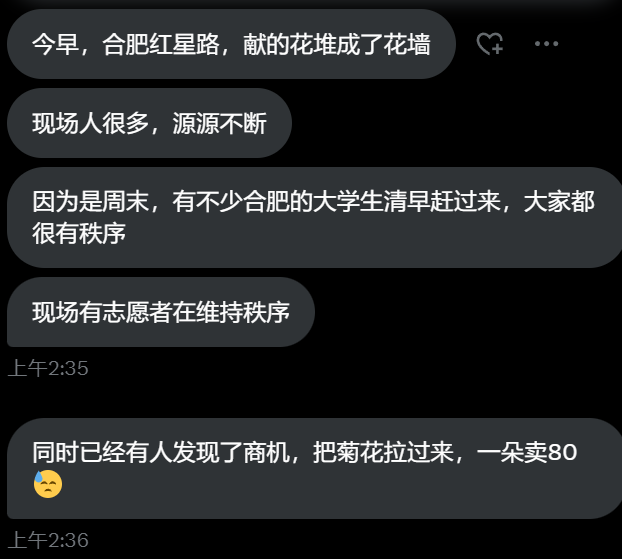 今早，合肥红星路，献的花堆成了花墙
现场人很多，源源不断
因为是周末，有不少合肥的大学生清早赶过来，大家都
很有秩序
现场有志愿者在维持秩序
上午2:35
同时已经有人发现了商机，把菊花拉过来，一朵卖80
😓
上午2:36